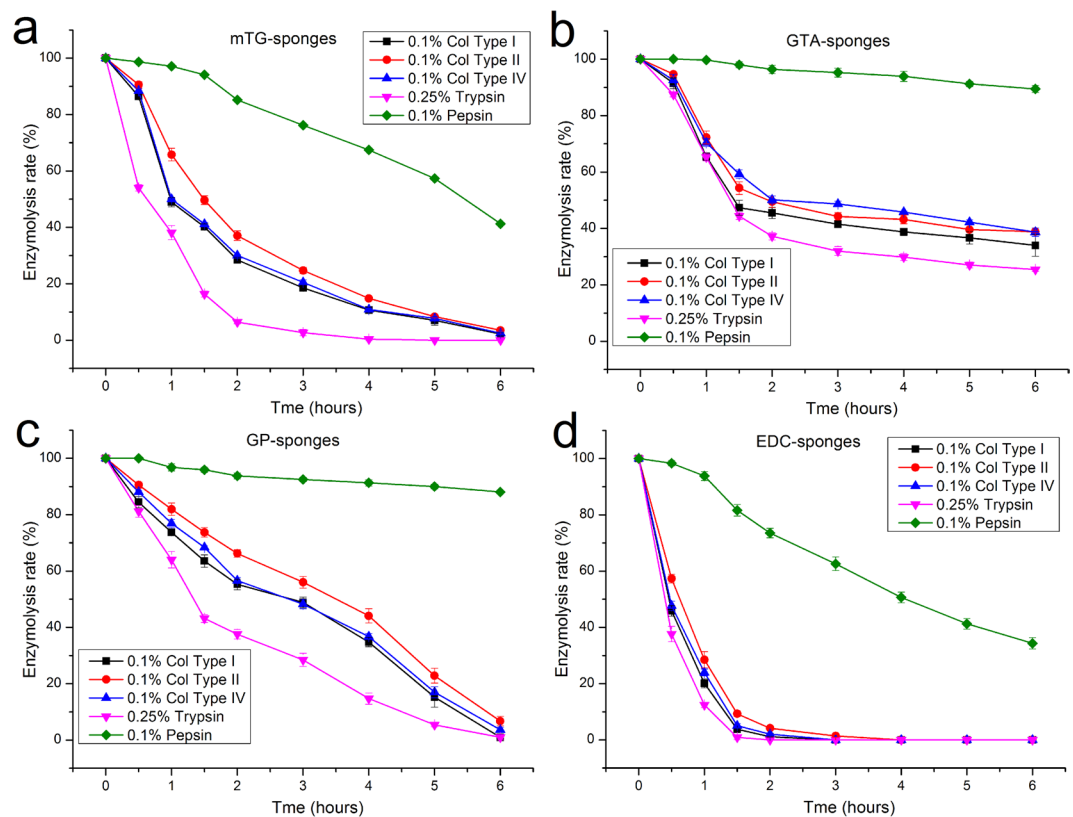 a
mTG-sponges
0.1% Col Type I
0.1% Col Type II
0.1% Col Type IV
0.25% Trypsin
0.1% Pepsin
Enzymolysis rate (%)
100
80
60
40
20
0
0 1 2 3 4 5 6
Tme (hours)
b
GTA-sponges
0.1% Col Type I
0.1% Col Type II
0.1% Col Type IV
0.25% Trypsin
0.1% Pepsin
Enzymolysis rate (%)
100
80
60
40
20
0
0 1 2 3 4 5 6
Tme (hours)
c
GP-sponges
0.1% Col Type I
0.1% Col Type II
0.1% Col Type IV
0.25% Trypsin
0.1% Pepsin
Enzymolysis rate (%)
100
80
60
40
20
0
0 1 2 3 4 5 6
Tme (hours)
d
EDC-sponges
0.1% Col Type I
0.1% Col Type II
0.1% Col Type IV
0.25% Trypsin
0.1% Pepsin
Enzymolysis rate (%)
100
80
60
40
20
0
0 1 2 3 4 5 6
Tme (hours)